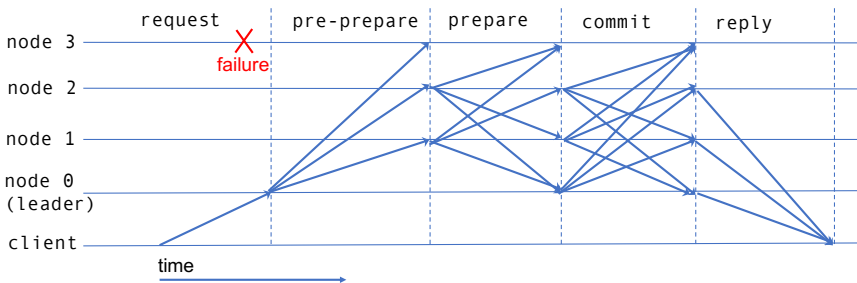 request pre-prepare prepare commit reply
node 3
failure
node 2
node 1
node 0
(leader)
client
time